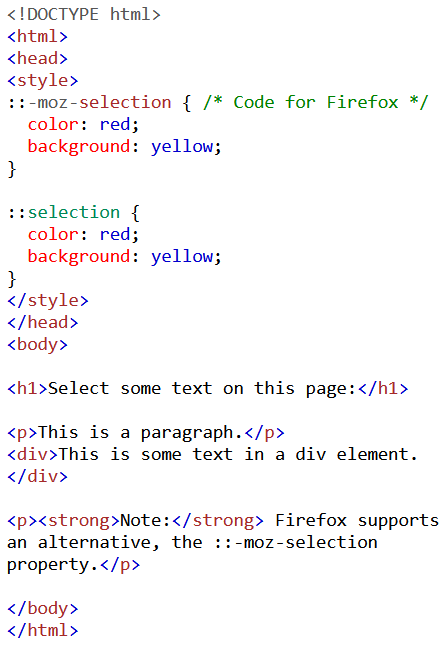 <!DOCTYPE html>
<html>
<head>
<style>
::-moz-selection { /* Code for Firefox */
  color: red;
  background: yellow;
}

::selection {
  color: red;
  background: yellow;
}
</style>
</head>
<body>

<h1>Select some text on this page:</h1>

<p>This is a paragraph.</p>
<div>This is some text in a div element.
</div>

<p><strong>Note:</strong> Firefox supports
an alternative, the ::-moz-selection
property.</p>

</body>
</html>